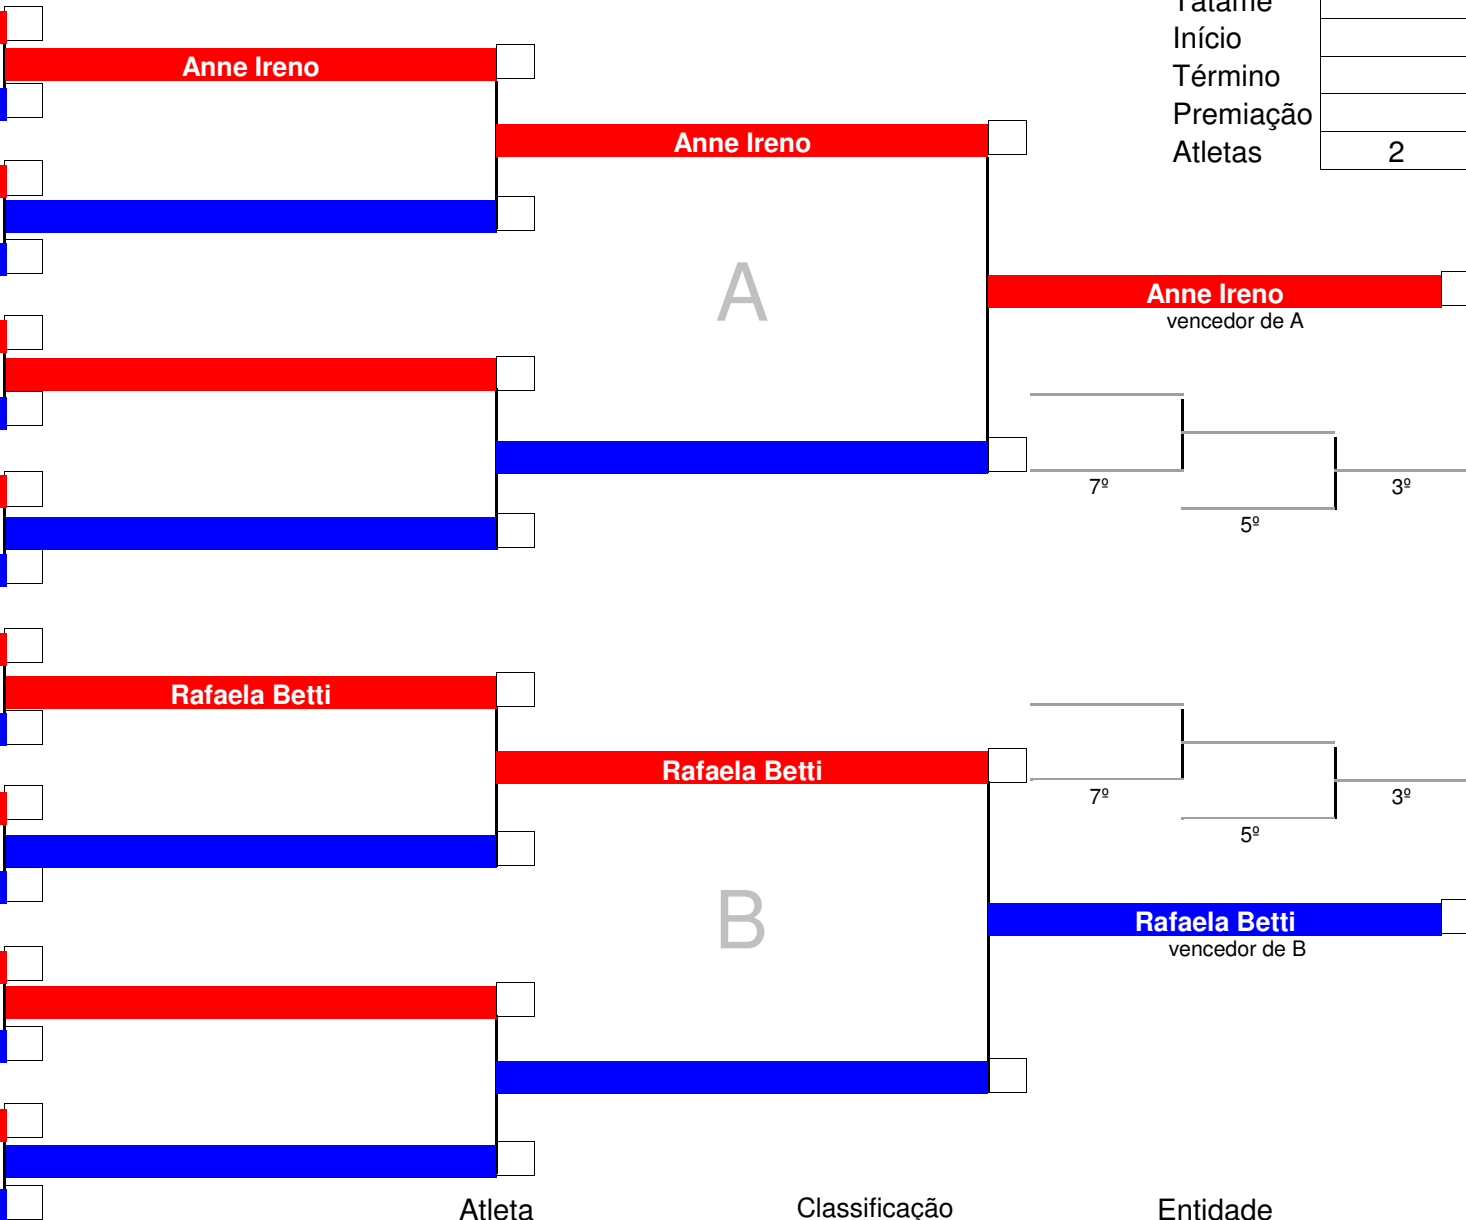 Tatame
Início
Término
Premiação
Atletas 2
Anne Ireno
Anne Ireno
A
Anne Ireno
vencedor de A
7º
3º
5º
Rafaela Betti
Rafaela Betti
7º
3º
5º
B
Rafaela Betti
vencedor de B
Atleta Classificação Entidade